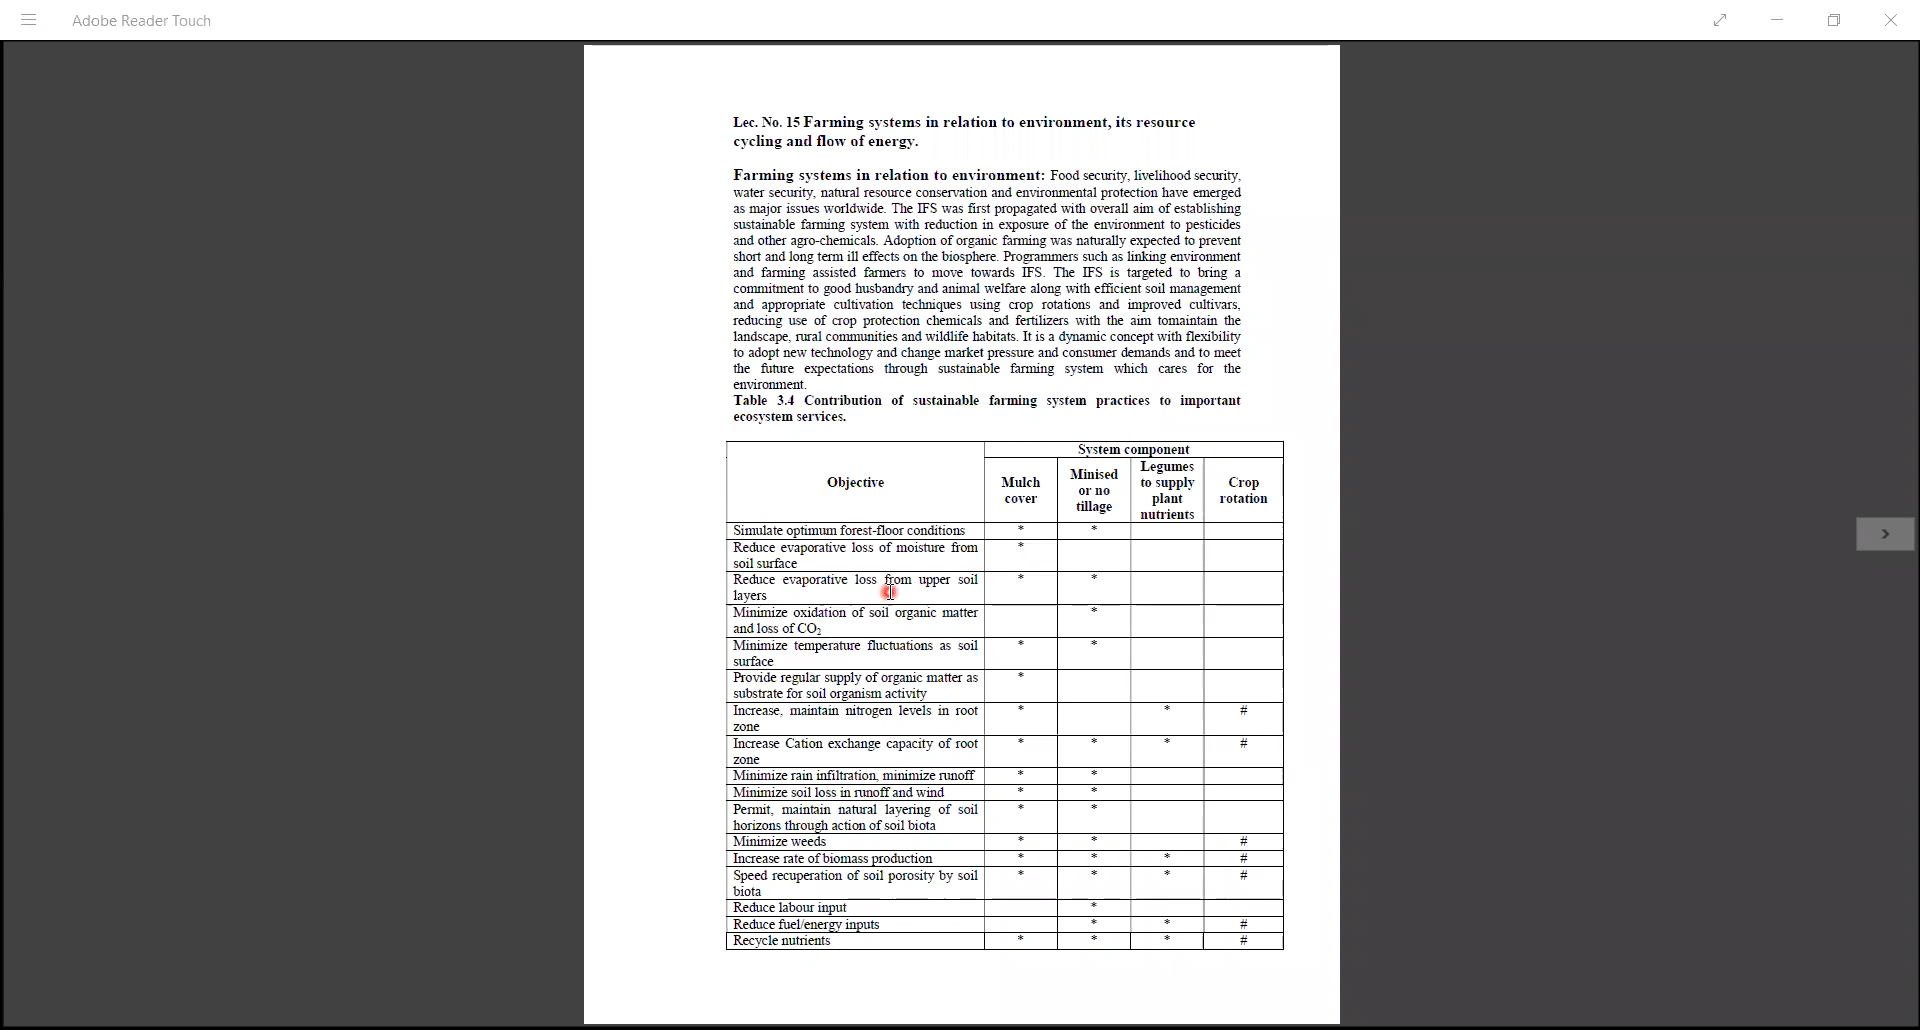 Adobe Reader Touch
Lec. No. 15 Farming systems in relation to environment, its resource
cycling and flow of energy.
Farming systems in relation to environment: Food security, livelihood security,
water security, natural resource conservation and environmental protection have emerged
as major issues worldwide. The IFS was first propagated with overall aim of establishing
sustainable farming system with reduction in exposure of the environment to pesticides
and other agro-chemicals. Adoption of organic farming was naturally expected to prevent
short and long term ill effects on the biosphere. Programmers such as linking environment
and farming assisted farmers to move towards IFS. The IFS is targeted to bring a
commitment to good husbandry and animal welfare along with efficient soil management
and appropriate cultivation techniques using crop rotations and improved cultivars,
reducing use of crop protection chemicals and fertilizers with the aim tomaintain the
landscape, rural communities and wildlife habitats. It is a dynamic concept with flexibility
to adopt new technology and change market pressure and consumer demands and to meet
the future expectations through sustainable farming system which cares for the
environment.
Table 3.4 Contribution of sustainable farming system practices to important
ecosystem services.
System component
Objective
Mulch
cover
Minised
or no
tillage
Legumes
to supply
plant
nutrients
Crop
rotation
Simulate optimum forest-floor conditions * *
Reduce evaporative loss of moisture from *
soil surface
Reduce evaporative loss from upper soil * *
layers
Minimize oxidation of soil organic matter *
and loss of CO₂
Minimize temperature fluctuations as soil * *
surface
Provide regular supply of organic matter as *
substrate for soil organism activity
Increase, maintain nitrogen levels in root * * #
zone
Increase Cation exchange capacity of root * * * #
zone
Minimize rain infiltration, minimize runoff * *
Minimize soil loss in runoff and wind * *
Permit, maintain natural layering of soil * *
horizons through action of soil biota
Minimize weeds * * #
Increase rate of biomass production * * * #
Speed recuperation of soil porosity by soil * * * #
biota
Reduce labour input *
Reduce fuel/energy inputs * * #
Recycle nutrients * * * #